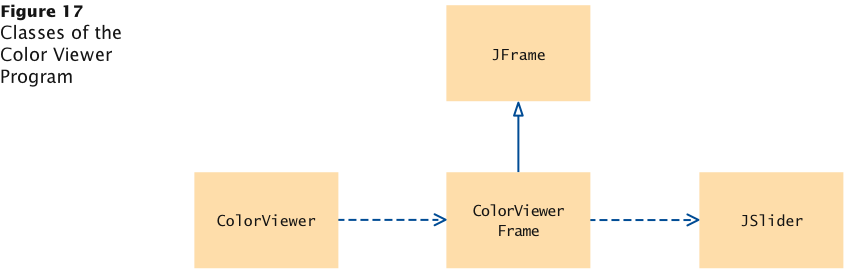 Figure 17
Classes of the
Color Viewer
Program
JFrame
ColorViewer
ColorViewer
Frame
JSlider